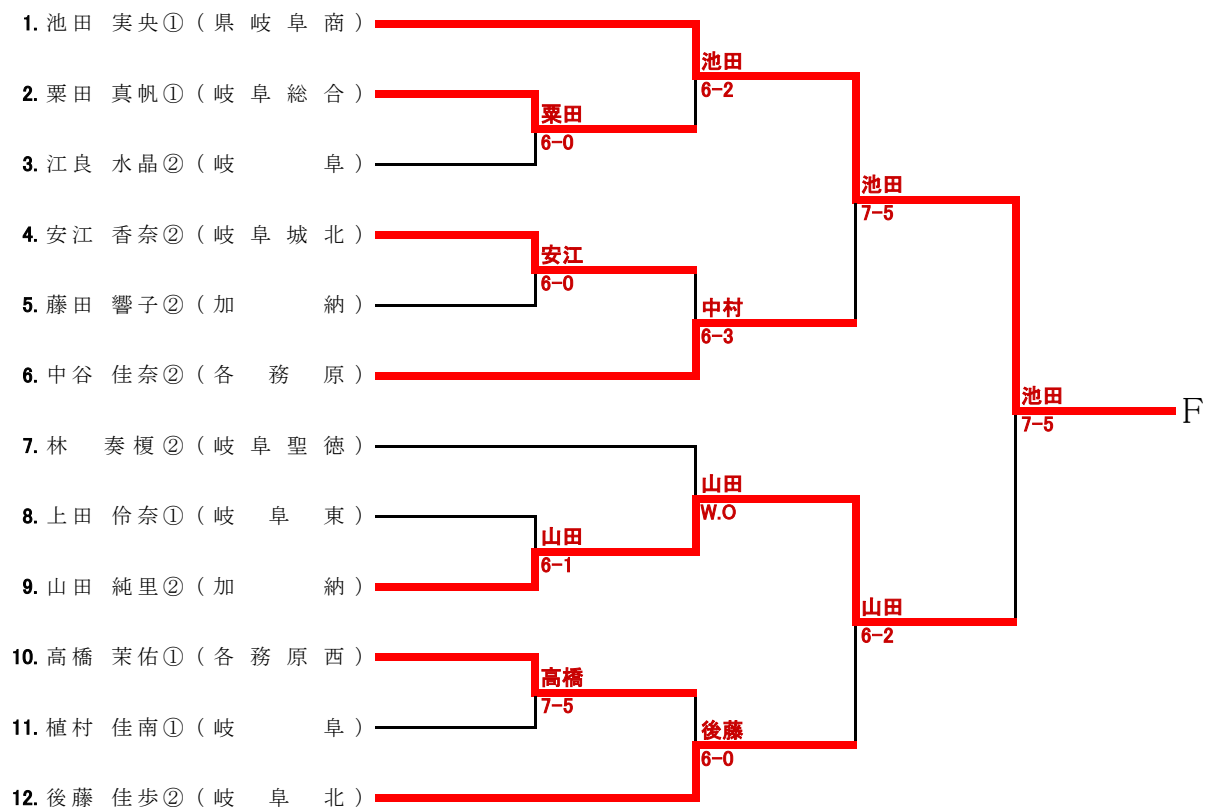 1. 池田 実央①（県岐阜商）
池田
6-2
2. 粟田 真帆①（岐阜総合）
粟田
6-0
3. 江良 水晶②（岐阜）
池田
7-5
4. 安江 香奈②（岐阜城北）
安江
6-0
5. 藤田 響子②（加納）
中村
6-3
6. 中谷 佳奈②（各務原）
池田
7-5
F
7. 林 奏榎②（岐阜聖徳）
山田
W.O
8. 上田 伶奈①（岐阜東）
山田
6-1
9. 山田 純里②（加納）
山田
6-2
10. 高橋 茉佑①（各務原西）
高橋
7-5
11. 植村 佳南①（岐阜）
後藤
6-0
12. 後藤 佳歩②（岐阜北）